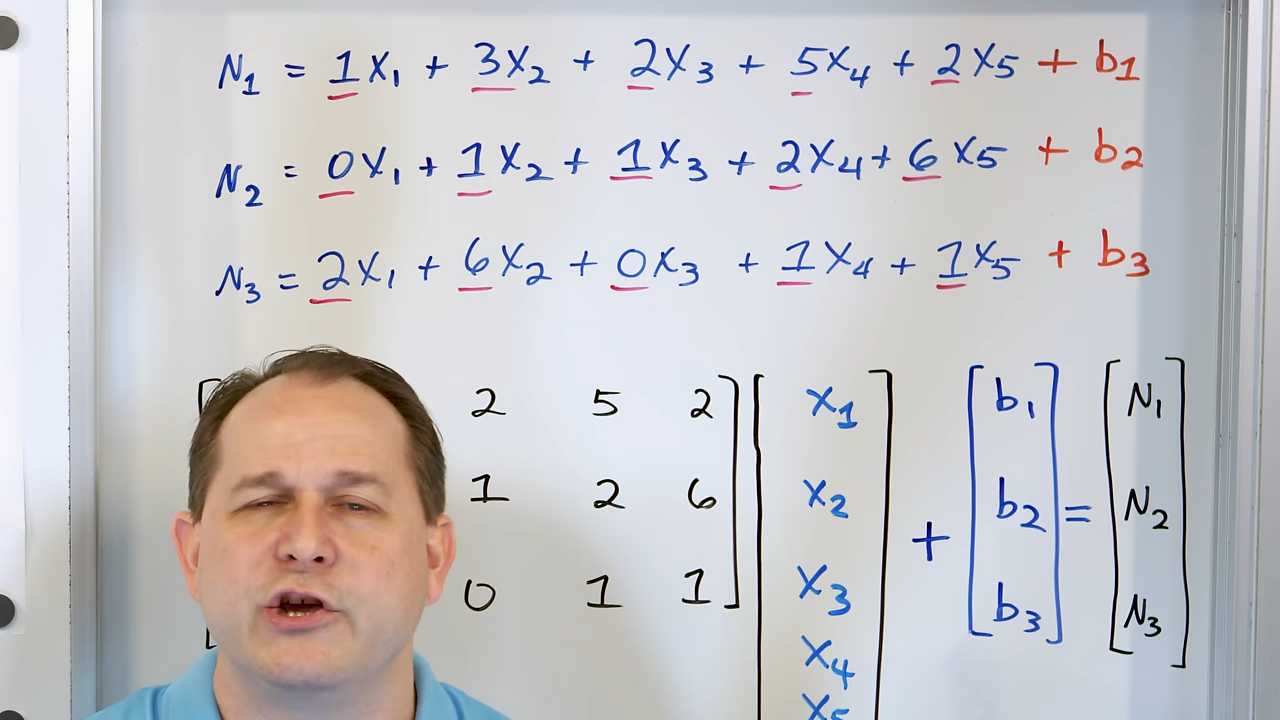 N₁ = 1x₁ + 3x₂ + 2x₃ + 5x₄ + 2x₅ + b₁
N₂ = 0x₁ + 1x₂ + 1x₃ + 2x₄ + 6x₅ + b₂
N₃ = 2x₁ + 6x₂ + 0x₃ + 1x₄ + 1x₅ + b₃
2 5 2 x₁ b₁ N₁
1 2 6 x₂ + b₂ = N₂
0 1 1 x₃ b₃ N₃
x₄
x₅